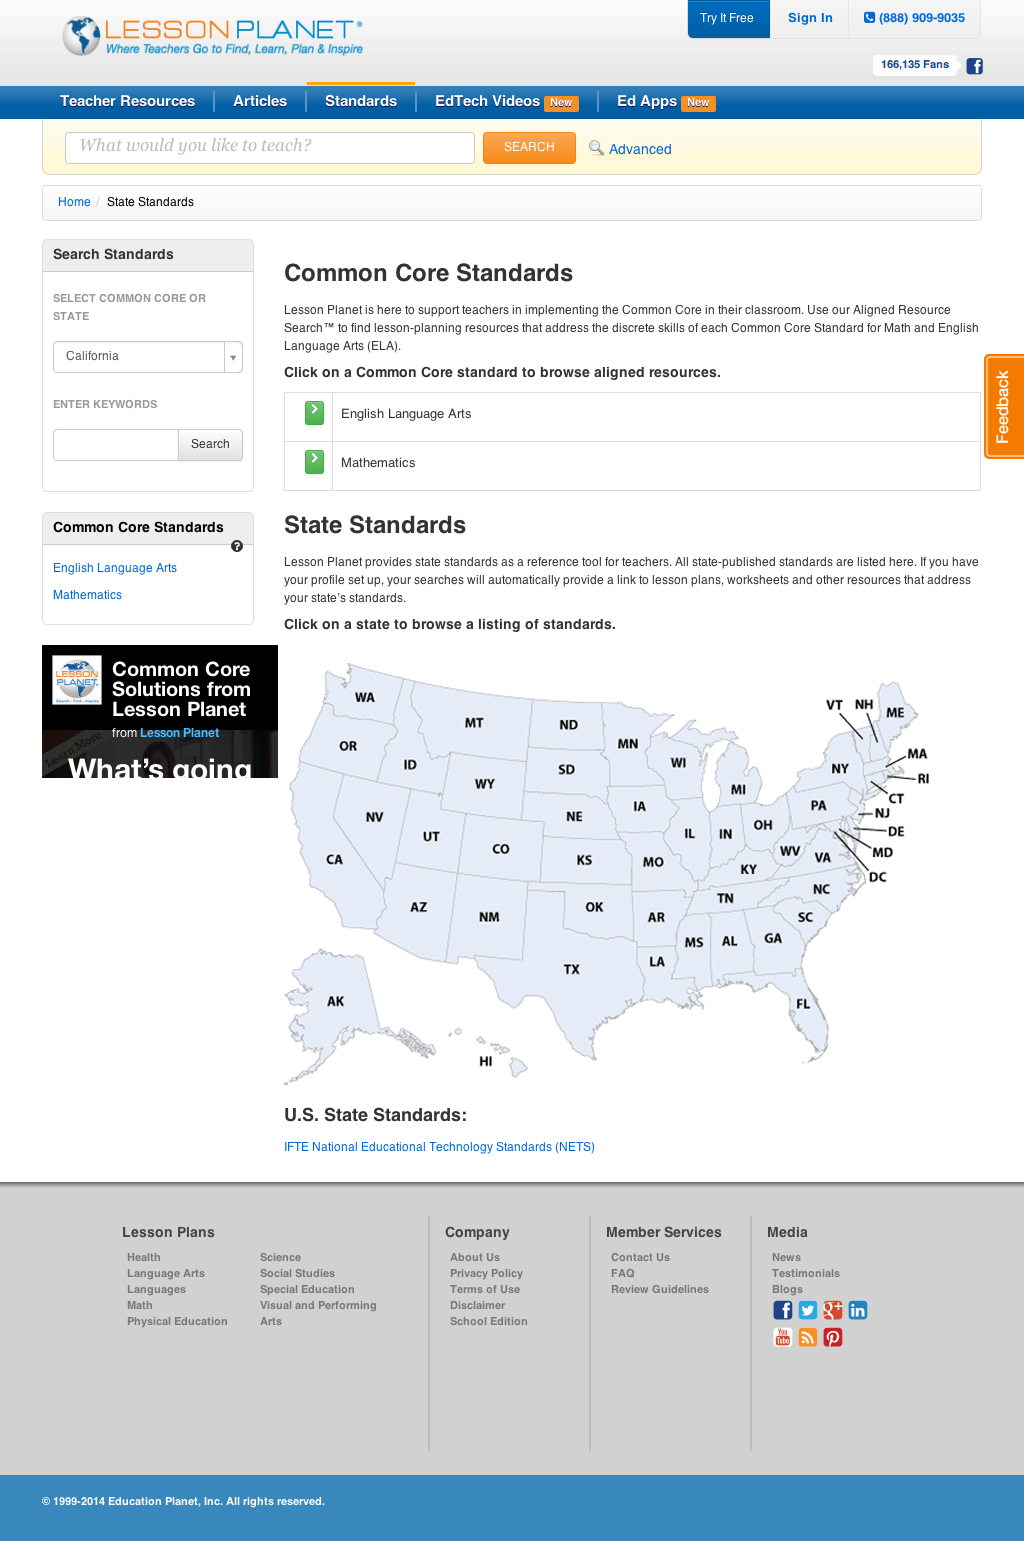 LESSONPLANET®
Where Teachers Go to Find, Learn, Plan & Inspire
Try It Free
Sign In
(888) 909-9035
166,135 Fans
Teacher Resources
Articles
Standards
EdTech Videos New
Ed Apps New
What would you like to teach?
SEARCH
Advanced
Home / State Standards
Search Standards
SELECT COMMON CORE OR
STATE
California
ENTER KEYWORDS
Search
Common Core Standards
English Language Arts
Mathematics
LESSON
PLANET
Common Core
Solutions from
Lesson Planet
from Lesson Planet
Learn More
What's going
Common Core Standards
Lesson Planet is here to support teachers in implementing the Common Core in their classroom. Use our Aligned Resource
Search™ to find lesson-planning resources that address the discrete skills of each Common Core Standard for Math and English
Language Arts (ELA).
Click on a Common Core standard to browse aligned resources.
English Language Arts
Mathematics
Feedback
State Standards
Lesson Planet provides state standards as a reference tool for teachers. All state-published standards are listed here. If you have
your profile set up, your searches will automatically provide a link to lesson plans, worksheets and other resources that address
your state's standards.
Click on a state to browse a listing of standards.
WA
MT
ND
MN
VT
NH
ME
OR
ID
WY
SD
WI
MI
NY
MA
RI
CT
NV
UT
CO
NE
IA
IL
IN
OH
PA
NJ
DE
MD
DC
CA
KS
MO
KY
WV
VA
AZ
NM
OK
AR
TN
NC
SC
TX
LA
MS
AL
GA
FL
AK
HI
U.S. State Standards:
IFTE National Educational Technology Standards (NETS)
Lesson Plans
Health
Language Arts
Languages
Math
Physical Education
Science
Social Studies
Special Education
Visual and Performing
Arts
Company
About Us
Privacy Policy
Terms of Use
Disclaimer
School Edition
Member Services
Contact Us
FAQ
Review Guidelines
Media
News
Testimonials
Blogs
You
Tube
© 1999-2014 Education Planet, Inc. All rights reserved.